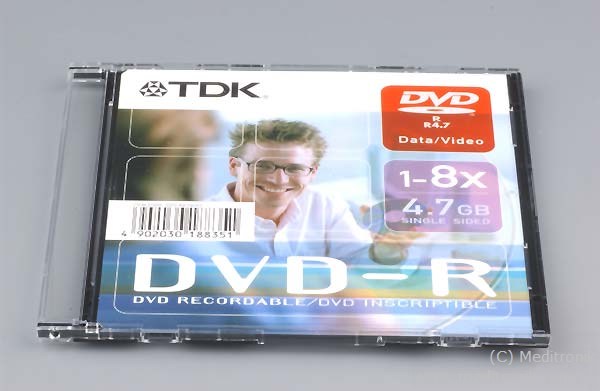 TDK
DVD
R
R4.7
Data/Video
1-8x
4.7GB
SINGLE SIDED
4 902030 188351
DVD-R
DVD RECORDABLE/DVD INSCRIPTIBLE
(C) Meditrona